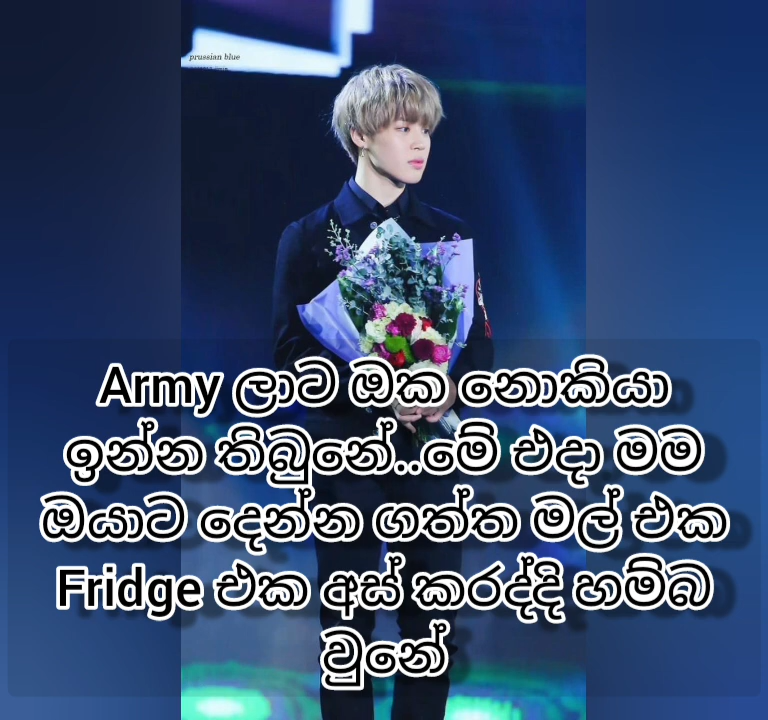 prussian blue
Army ලාට ඔක නොකියා
ඉන්න තිබුනේ..මේ එදා මම
ඔයාට දෙන්න ගත්ත මල් එක
Fridge එක අස් කරද්දි හම්බ
වුනේ